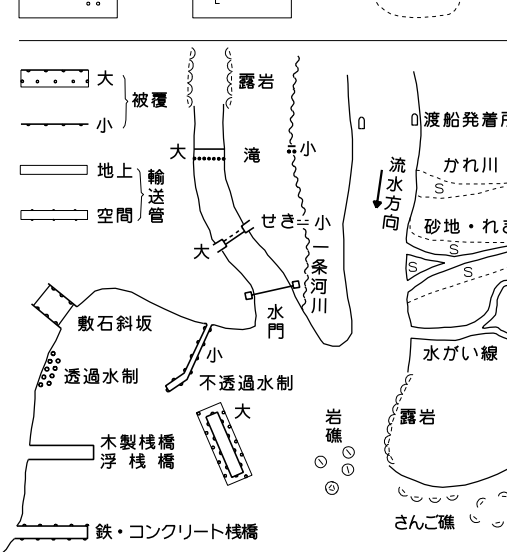 大
被覆
小
露岩
渡船発着所
地上
輸送管
空間
大
滝
小
かれ川
流水方向
砂地・れき
せき
小
大
一条河川
敷石斜坂
水門
小
水がい線
透過水制
不透過水制
大
岩礁
露岩
木製桟橋
浮桟橋
さんご礁
鉄・コンクリート桟橋
S
S
S
S
S